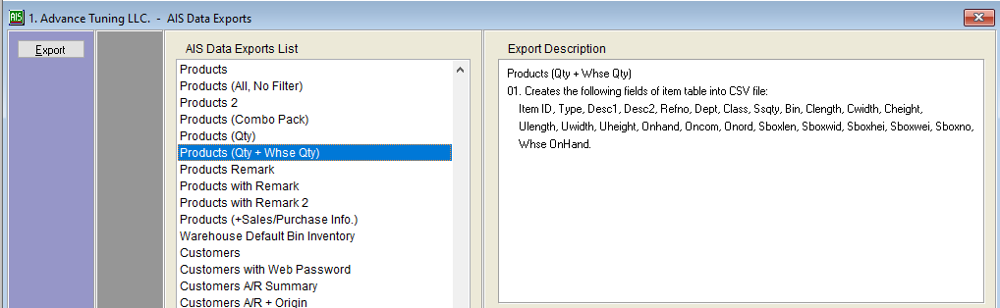 AIS
1. Advance Tuning LLC. - AIS Data Exports
Export
AIS Data Exports List
Products
Products (All, No Filter)
Products 2
Products (Combo Pack)
Products (Qty)
Products (Qty + Whse Qty)
Products Remark
Products with Remark
Products with Remark 2
Products (+Sales/Purchase Info.)
Warehouse Default Bin Inventory
Customers
Customers with Web Password
Customers A/R Summary
Customers A/R + Origin
Export Description
Products (Qty + Whse Qty)
01. Creates the following fields of item table into CSV file:
Item ID, Type, Desc1, Desc2, Refno, Dept, Class, Ssqty, Bin, Clength, Cwidth, Cheight,
Ulength, Uwidth, Uheight, Onhand, Oncom, Onord, Sboxlen, Sboxwid, Sboxhei, Sboxwei, Sboxno,
Whse OnHand.